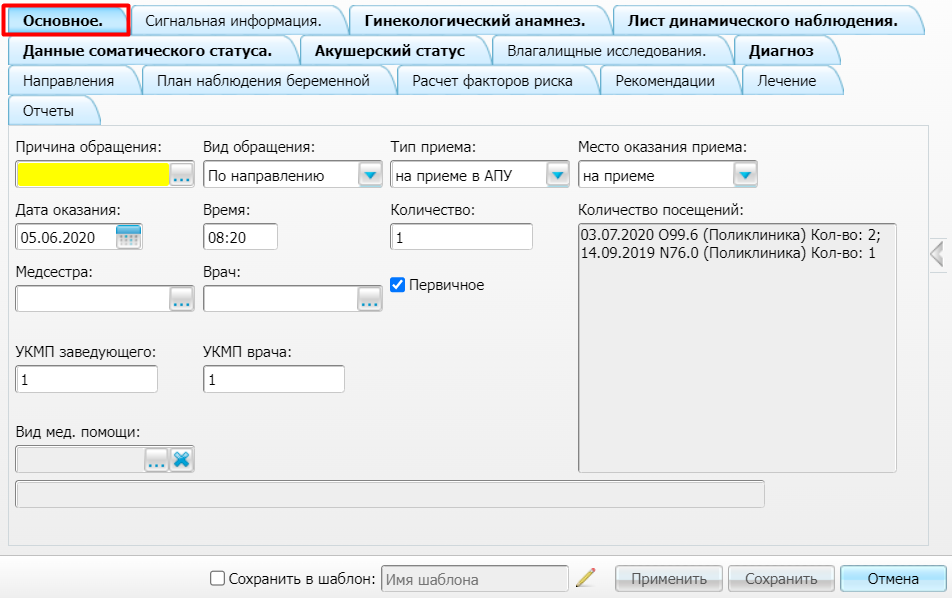 Основное. Сигнальная информация. Гинекологический анамнез. Лист динамического наблюдения.
Данные соматического статуса. Акушерский статус Влагалищные исследования. Диагноз
Направления План наблюдения беременной Расчет факторов риска Рекомендации Лечение
Отчеты
Причина обращения: Вид обращения: Тип приема: Место оказания приема:
... По направлению на приеме в АПУ на приеме
Дата оказания: Время: Количество: Количество посещений:
05.06.2020 08:20 1 03.07.2020 O99.6 (Поликлиника) Кол-во: 2;
14.09.2019 N76.0 (Поликлиника) Кол-во: 1
Медсестра: Врач: Первичное
... ...
УКМП заведующего: УКМП врача:
1 1
Вид мед. помощи:
...
Сохранить в шаблон: Имя шаблона Применить Сохранить Отмена